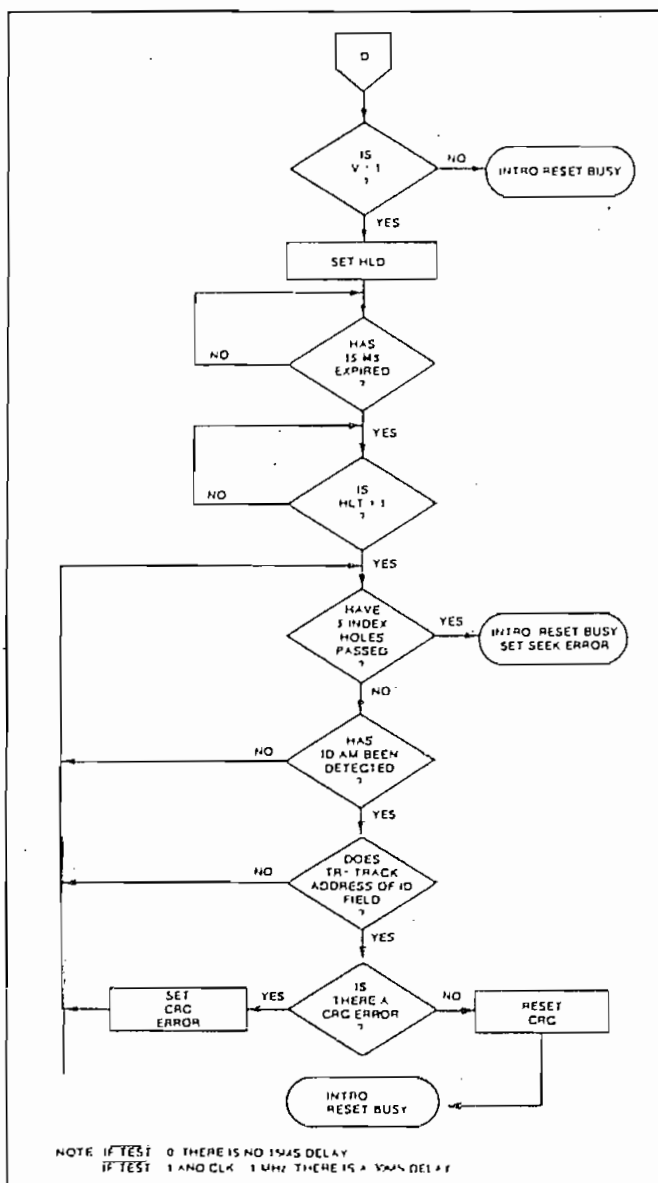 D
IS
V = 1
?
NO
INTRQ RESET BUSY
YES
SET HLD
HAS
15 MS
EXPIRED
?
NO
YES
IS
HLT = 1
?
NO
YES
HAVE
5 INDEX
HOLES
PASSED
?
YES
INTRQ RESET BUSY
SET SEEK ERROR
NO
HAS
ID AM BEEN
DETECTED
?
NO
YES
DOES
TR = TRACK
ADDRESS OF ID
FIELD
?
NO
YES
IS
THERE A
CRC ERROR
?
YES
SET
CRC
ERROR
NO
RESET
CRC
INTRQ
RESET BUSY
NOTE IF TEST 0 THERE IS NO 15MS DELAY
IF TEST 1 AND CLK 1 MHZ THERE IS A 30MS DELAY